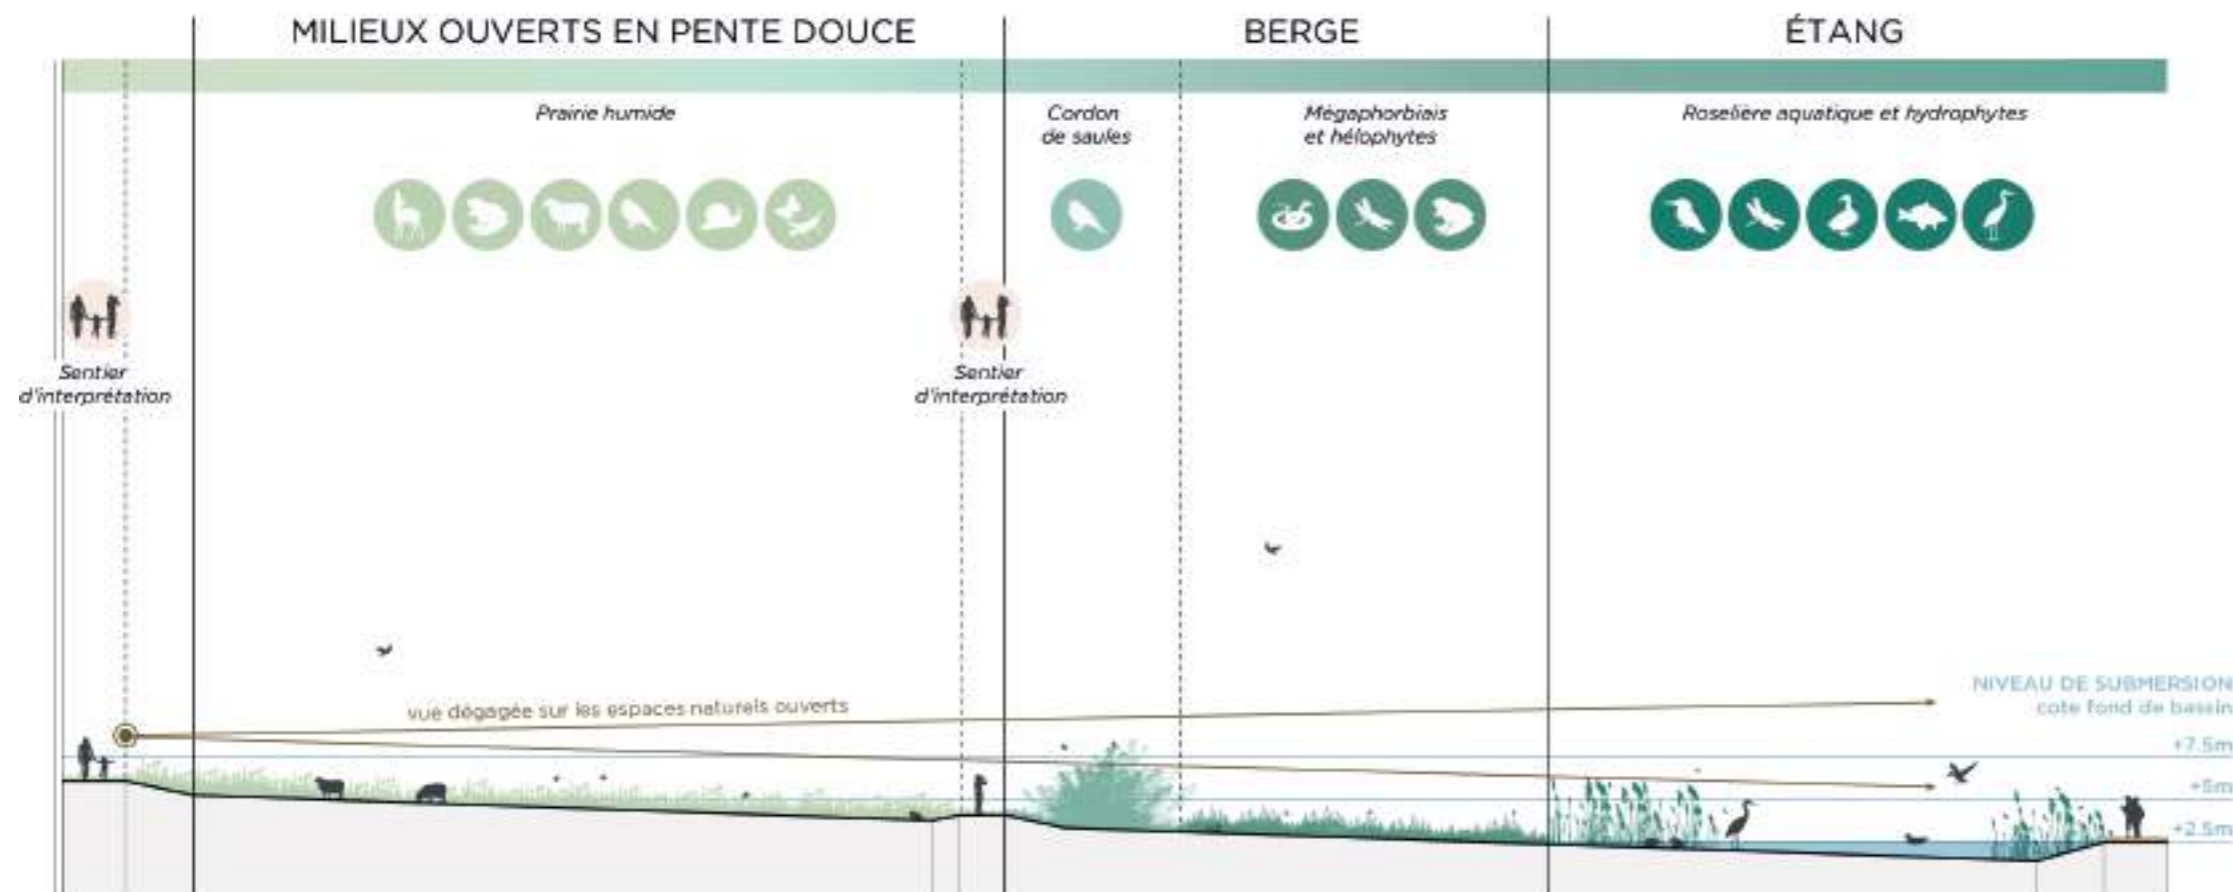 MILIEUX OUVERTS EN PENTE DOUCE
BERGE
ÉTANG
Prairie humide
Cordon
de saules
Mégaphorbiais
et hélophytes
Roselière aquatique et hydrophytes
Sentier
d'interprétation
Sentier
d'interprétation
vue dégagée sur les espaces naturels ouverts
NIVEAU DE SUBMERSION
cote fond de bassin
+7.5m
+5m
+2.5m